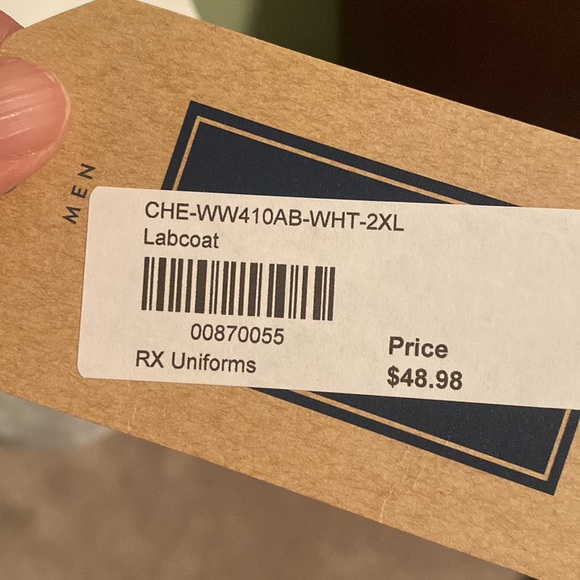 MEN
CHE-WW410AB-WHT-2XL
Labcoat
00870055
RX Uniforms
Price
$48.98